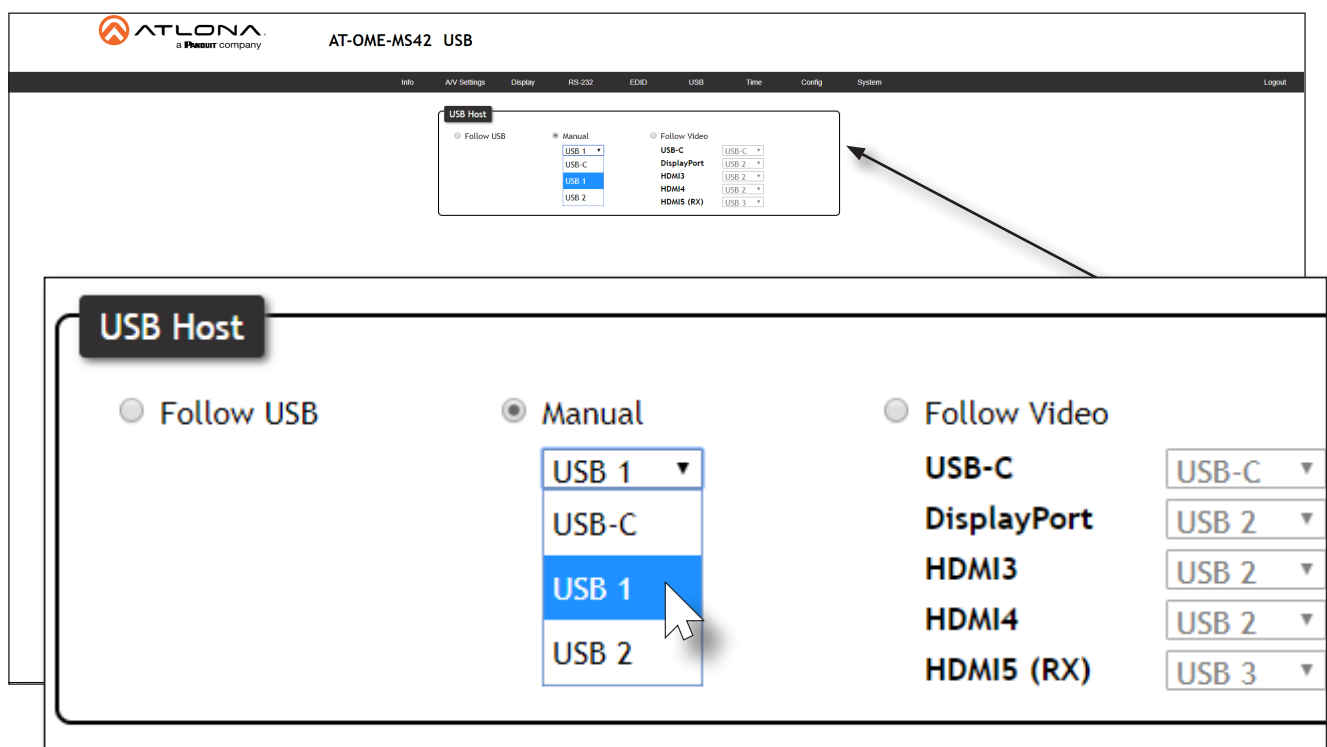 ATLONA.
a PANDUIT company
AT-OME-MS42 USB
Info A/V Settings Display RS-232 EDID USB Time Config System Logout
USB Host
Follow USB Manual Follow Video
USB 1 USB-C USB-C
USB-C DisplayPort USB 2
USB 1 HDMI3 USB 2
USB 2 HDMI4 USB 2
HDMI5 (RX) USB 3
USB Host
Follow USB Manual Follow Video
USB 1 USB-C USB-C
USB-C DisplayPort USB 2
USB 1 HDMI3 USB 2
USB 2 HDMI4 USB 2
HDMI5 (RX) USB 3